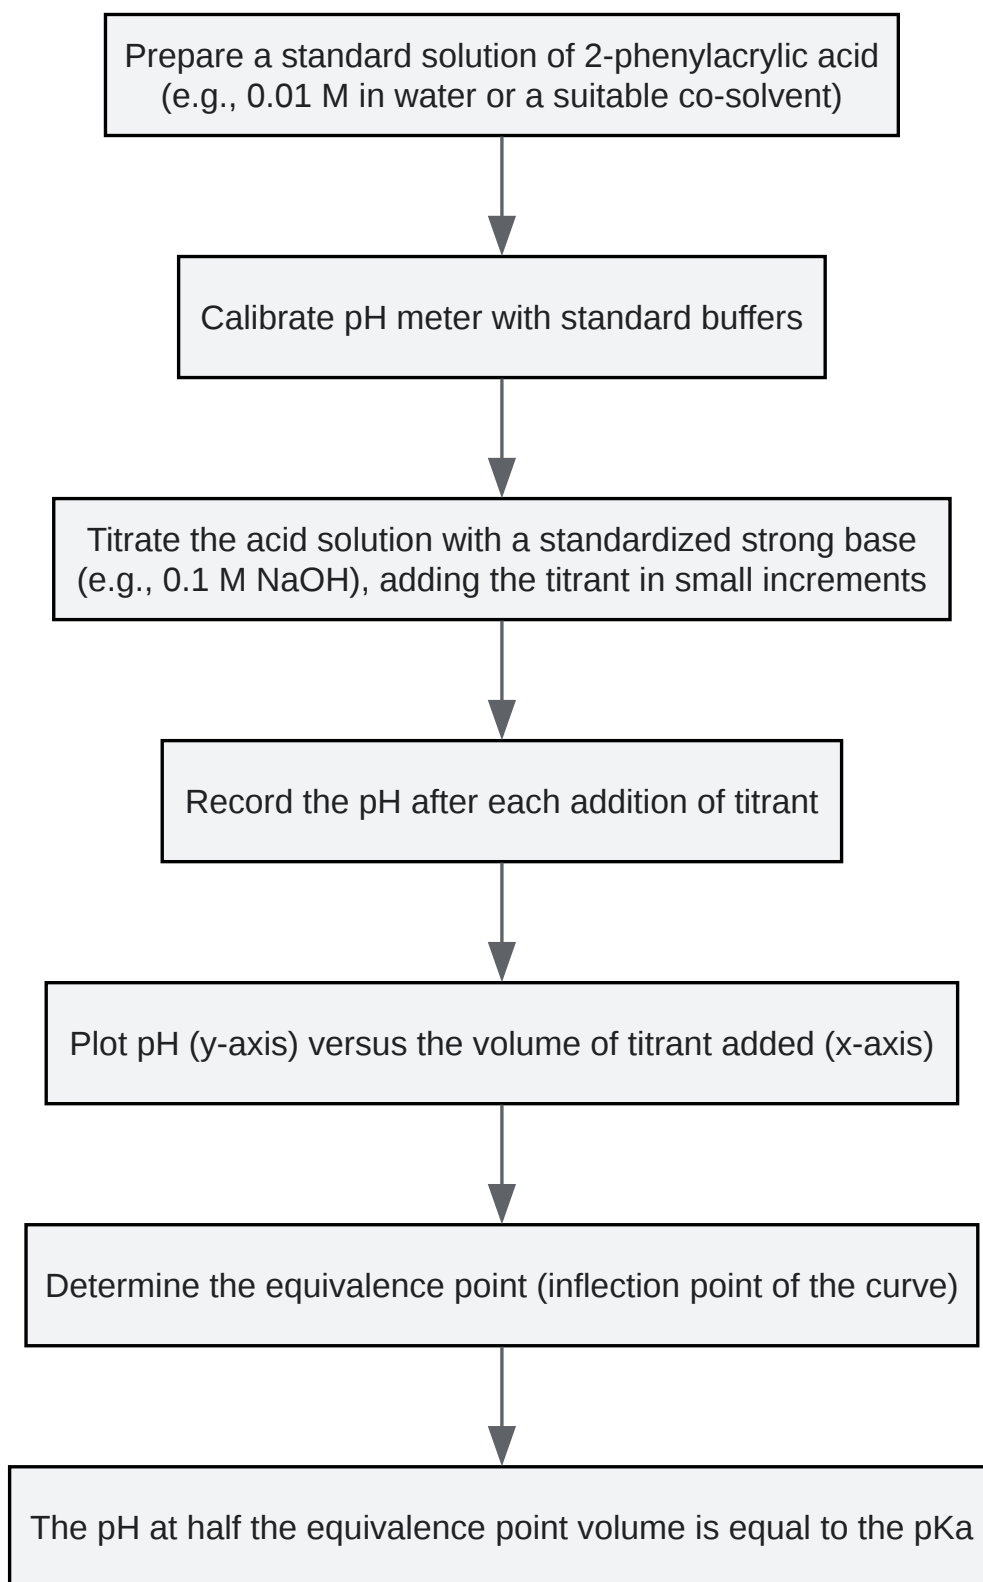 Prepare a standard solution of 2-phenylacrylic acid
(e.g., 0.01 M in water or a suitable co-solvent)
Calibrate pH meter with standard buffers
Titrate the acid solution with a standardized strong base
(e.g., 0.1 M NaOH), adding the titrant in small increments
Record the pH after each addition of titrant
Plot pH (y-axis) versus the volume of titrant added (x-axis)
Determine the equivalence point (inflection point of the curve)
The pH at half the equivalence point volume is equal to the pKa